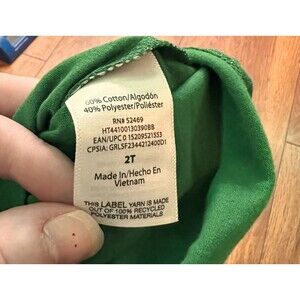 60% Cotton/Algodón
40% Polyester/Poliéster
RN# 52469
HT4410013039088
EAN/UPC 0 15209521553
CPSIA: GRLSF2344212400D1
2T
Made In/Hecho En
Vietnam
THIS LABEL YARN IS MADE
OUT OF 100% RECYCLED
POLYESTER MATERIALS